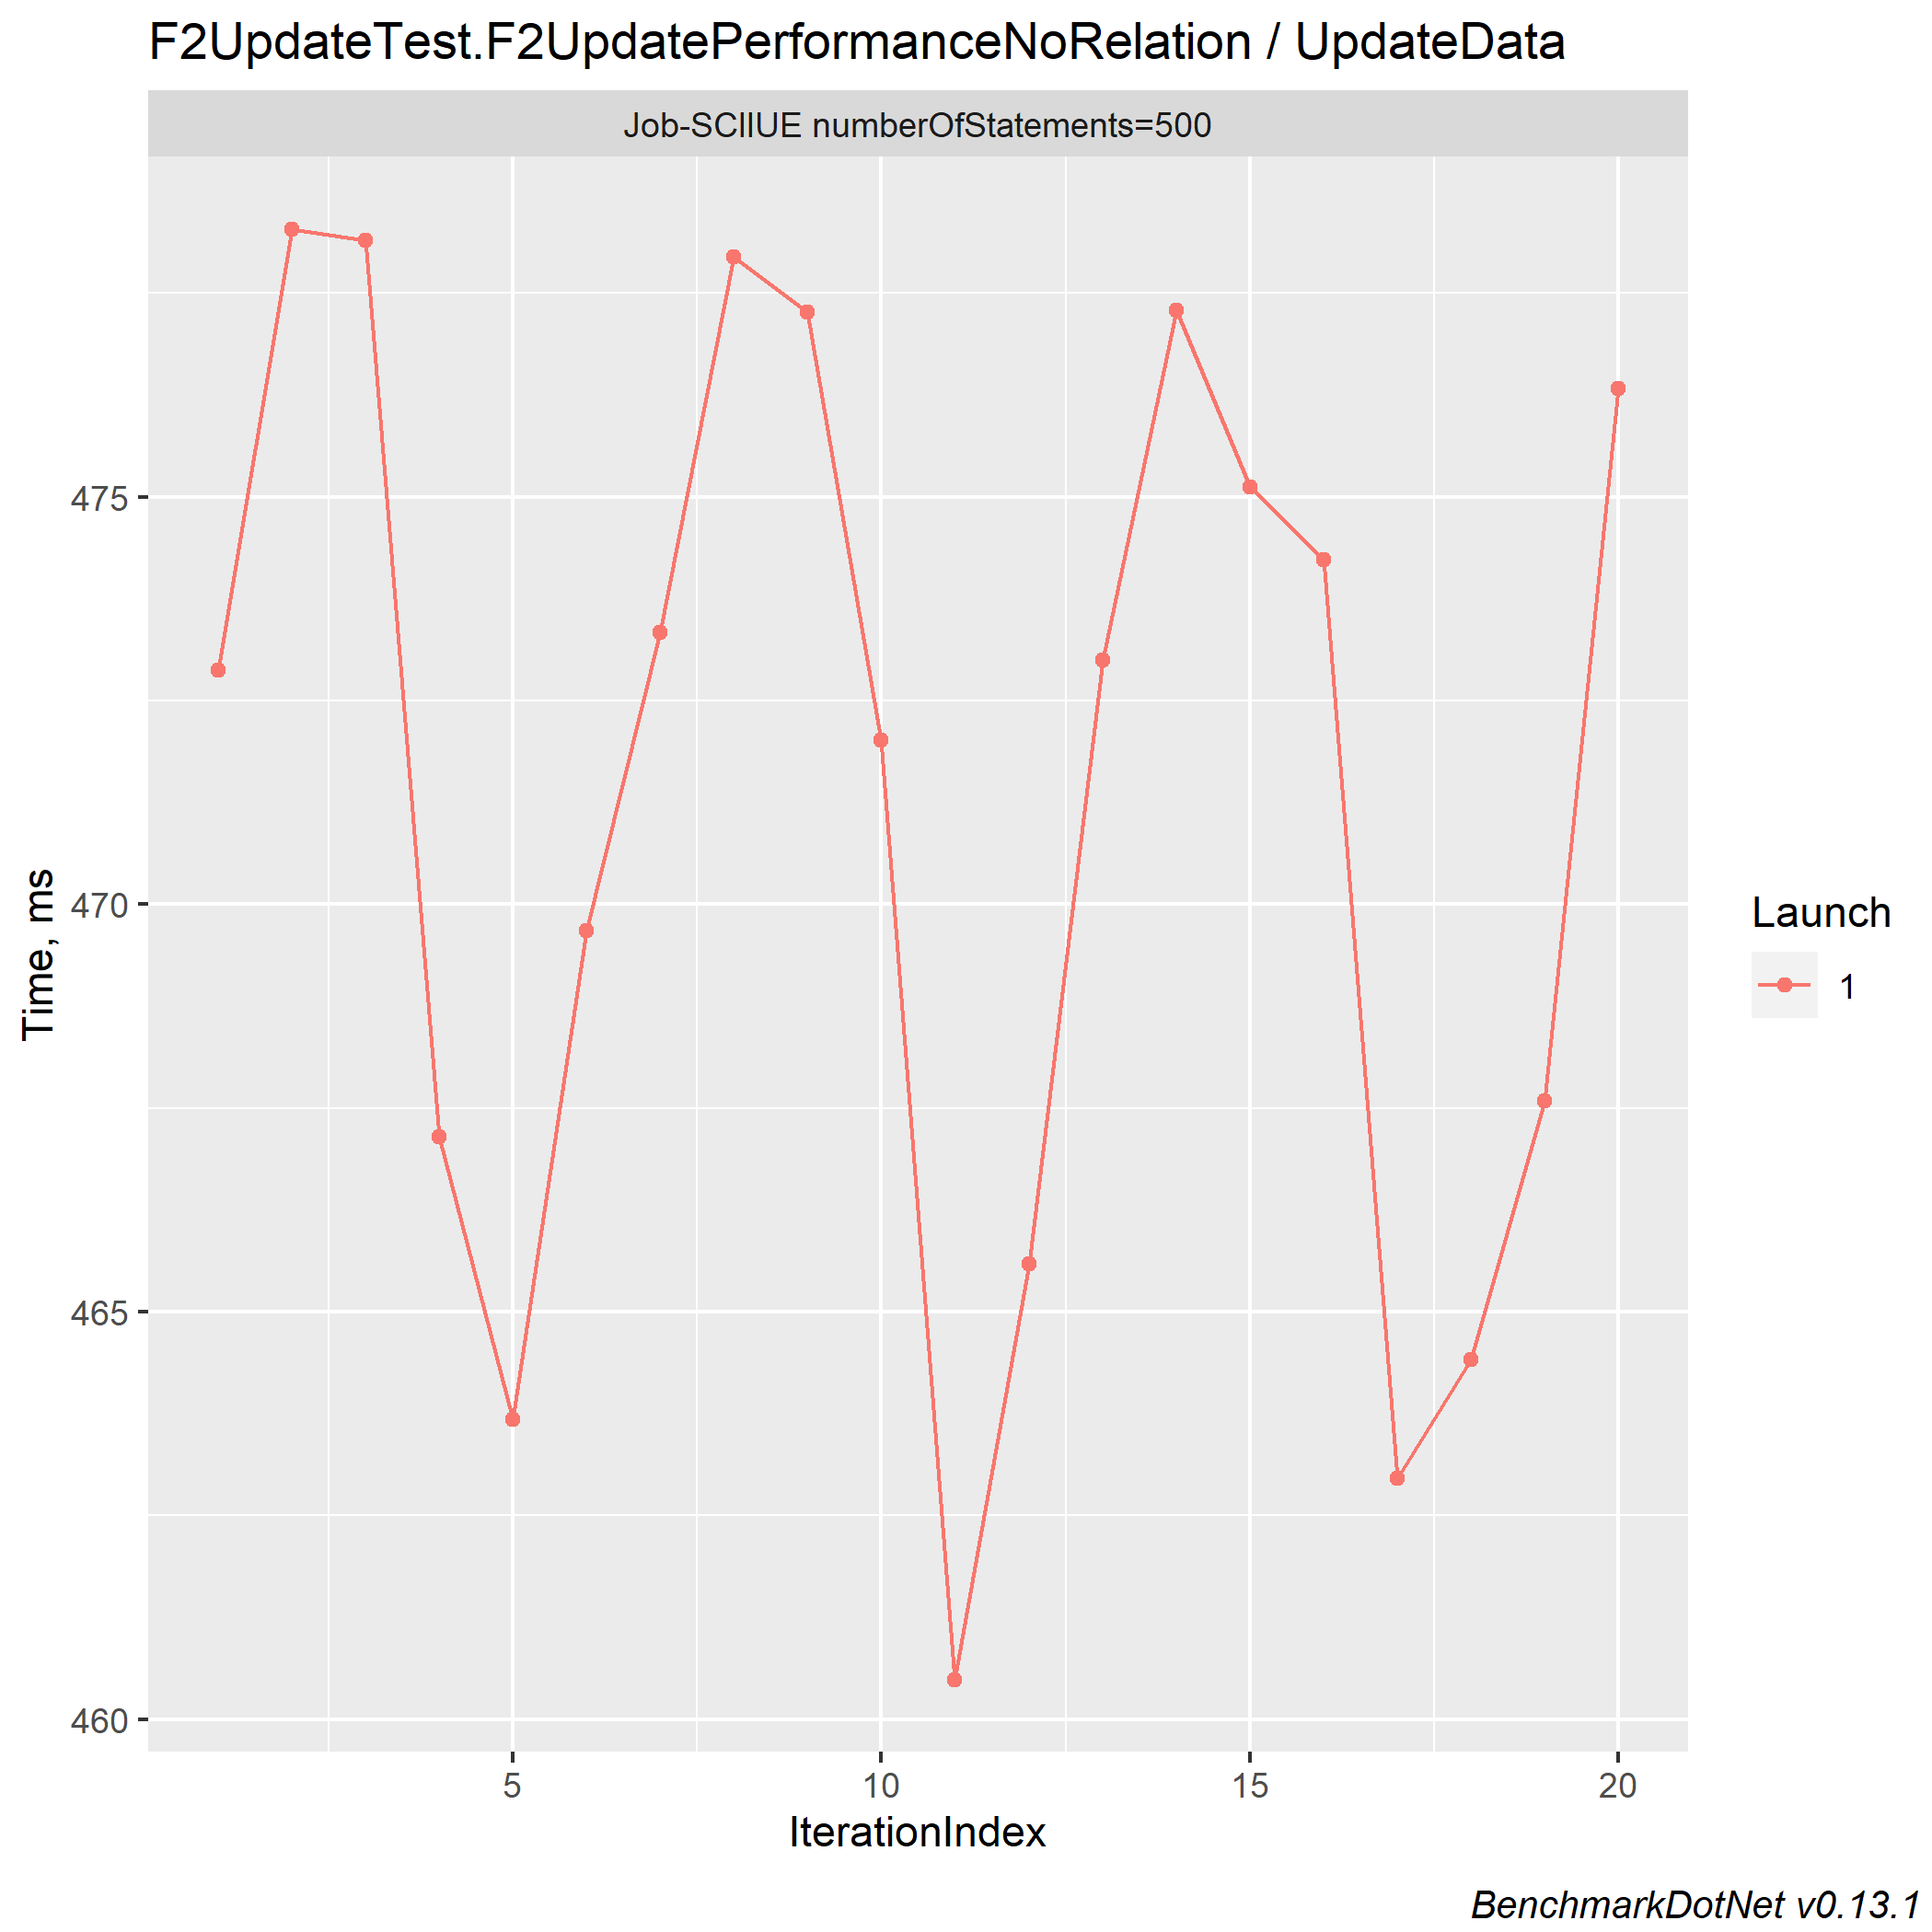 F2UpdateTest.F2UpdatePerformanceNoRelation / UpdateData
Job-SCIIUE numberOfStatements=500
475
470
465
460
Time, ms
5 10 15 20
IterationIndex
Launch
1
BenchmarkDotNet v0.13.1